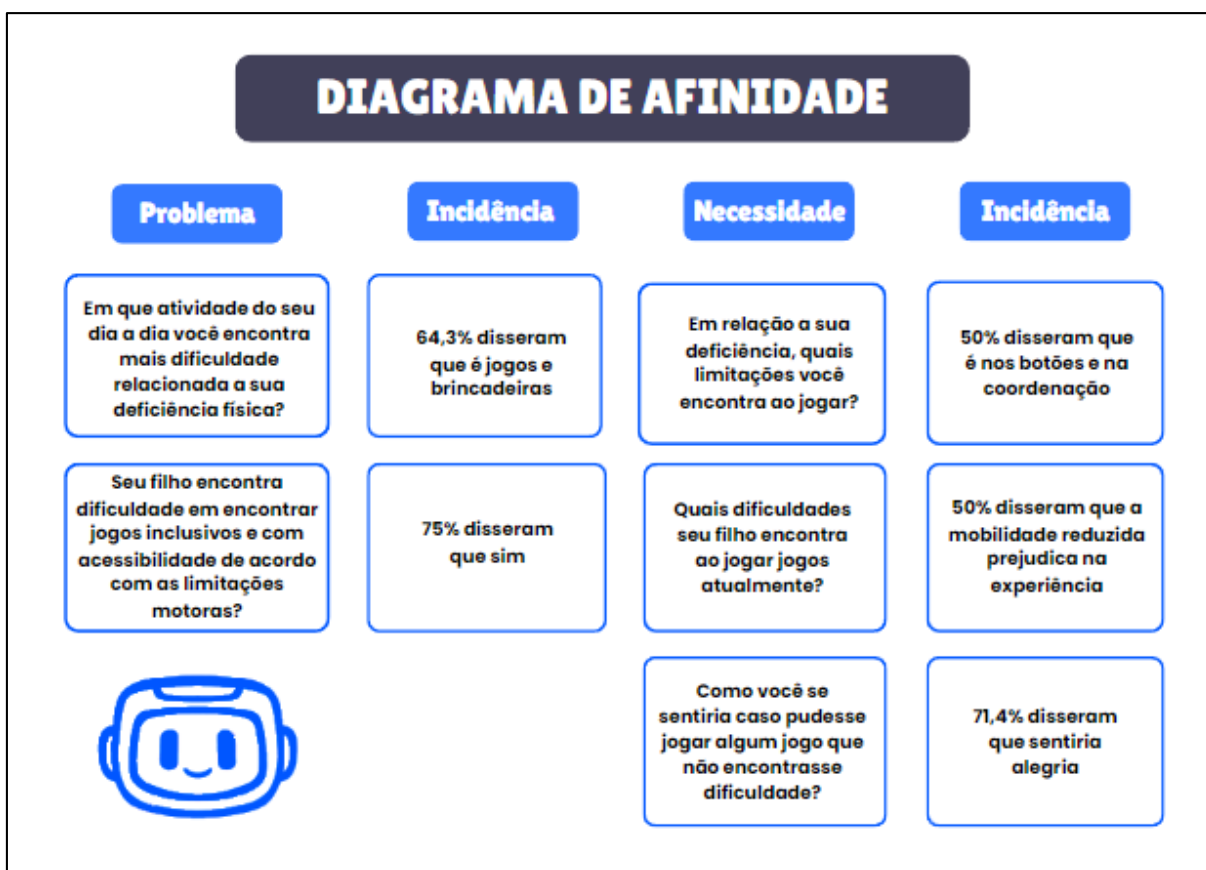 DIAGRAMA DE AFINIDADE
Problema
Incidência
Necessidade
Incidência
Em que atividade do seu
dia a dia você encontra
mais dificuldade
relacionada a sua
deficiência física?
64,3% disseram
que é jogos e
brincadeiras
Em relação a sua
deficiência, quais
limitações você
encontra ao jogar?
50% disseram que
é nos botões e na
coordenação
Seu filho encontra
dificuldade em encontrar
jogos inclusivos e com
acessibilidade de acordo
com as limitações
motoras?
75% disseram
que sim
Quais dificuldades
seu filho encontra
ao jogar jogos
atualmente?
50% disseram que a
mobilidade reduzida
prejudica na
experiência
Como você se
sentiria caso pudesse
jogar algum jogo que
não encontrasse
dificuldade?
71,4% disseram
que sentiria
alegria